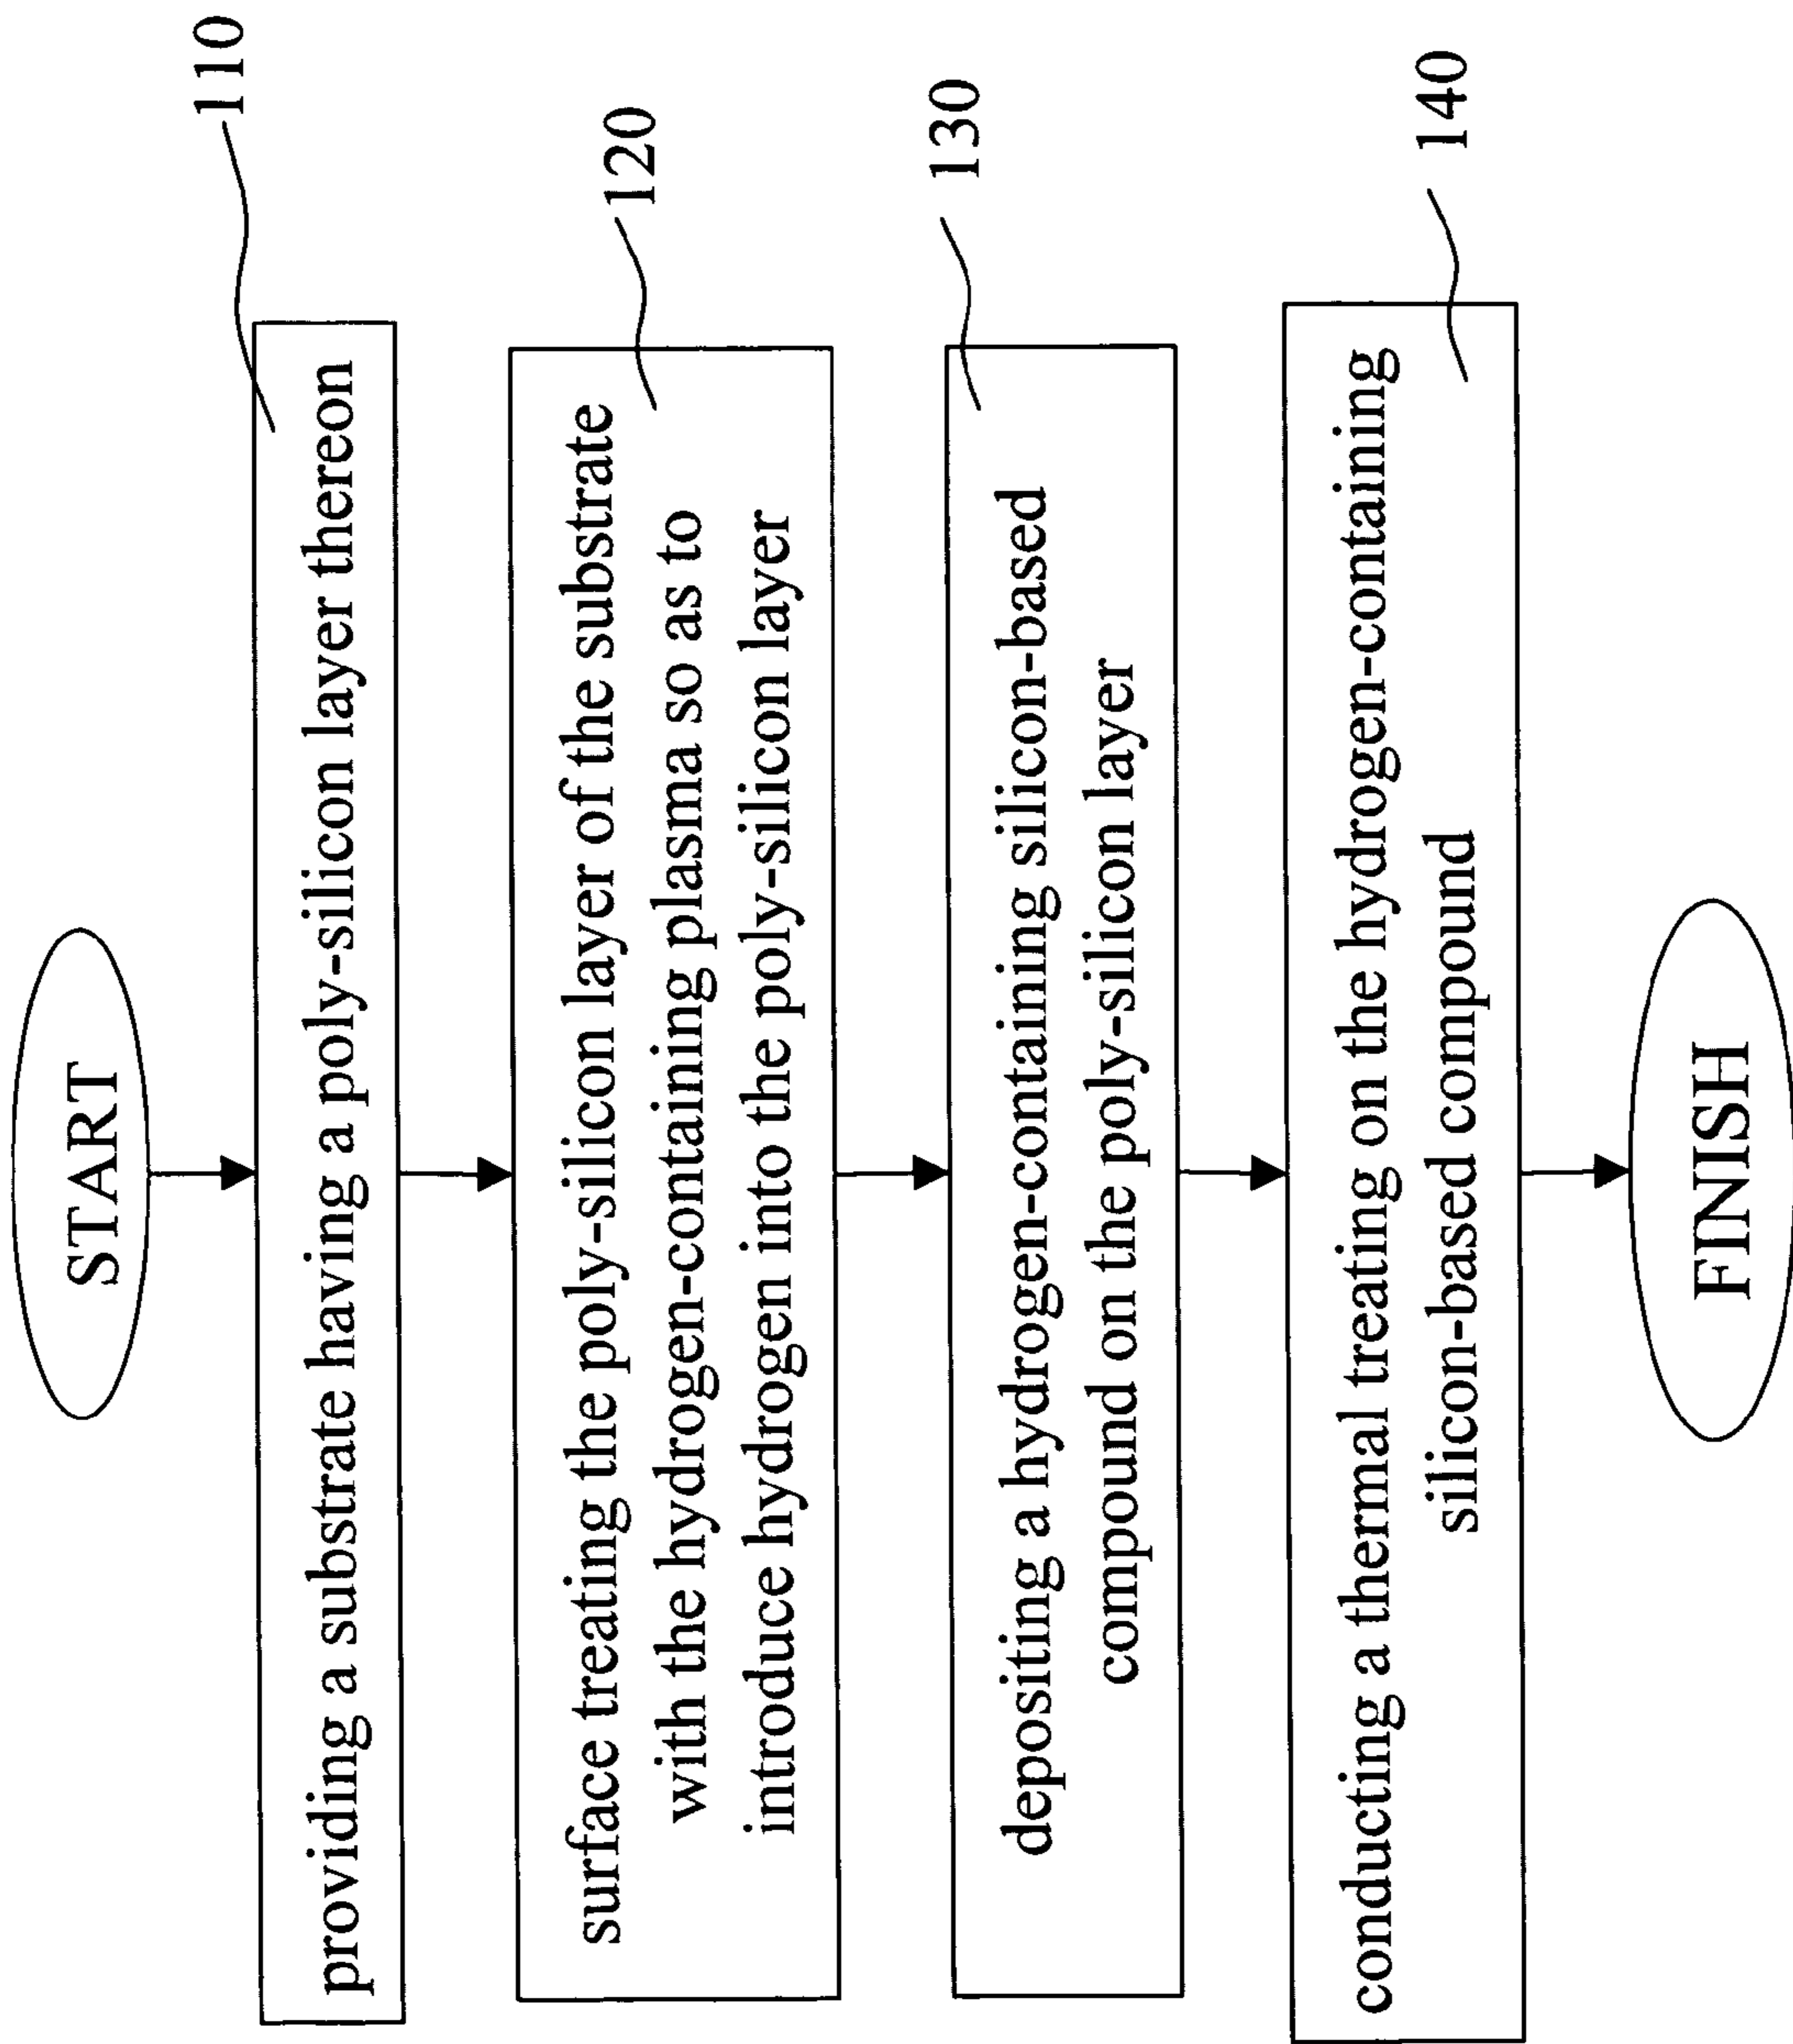 START
providing a substrate having a poly-silicon layer thereon
110
surface treating the poly-silicon layer of the substrate
with the hydrogen-containing plasma so as to
introduce hydrogen into the poly-silicon layer
120
depositing a hydrogen-containing silicon-based
compound on the poly-silicon layer
130
conducting a thermal treating on the hydrogen-containing
silicon-based compound
140
FINISH